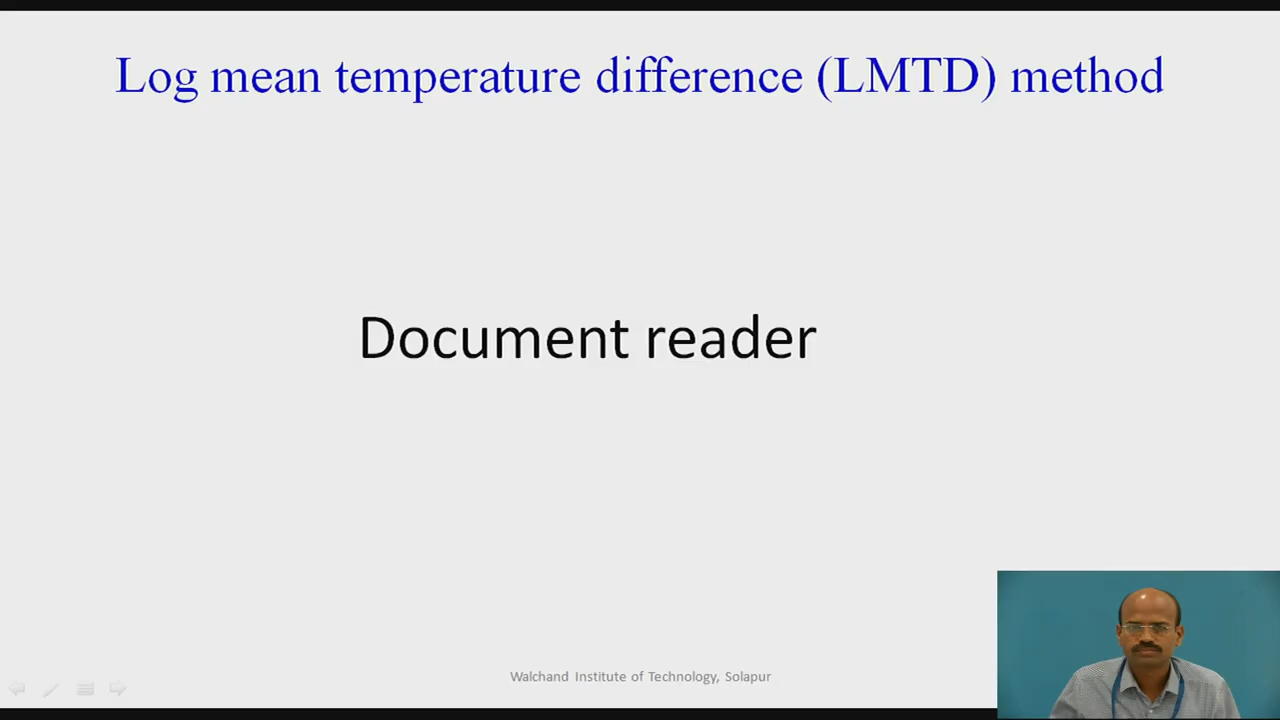 Log mean temperature difference (LMTD) method
Document reader
Walchand Institute of Technology, Solapur